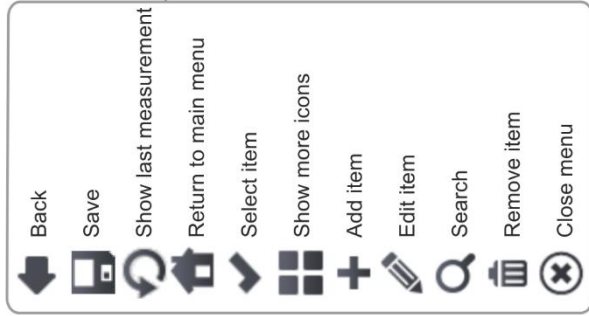 Back
Save
Show last measurement
Return to main menu
Select item
Show more icons
Add item
Edit item
Search
Remove item
Close menu